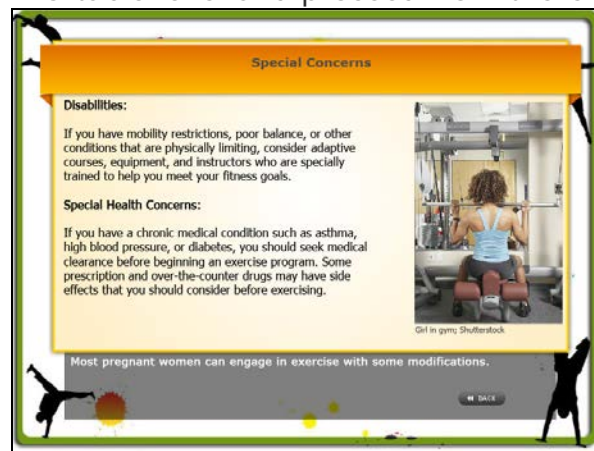 Special Concerns
Disabilities:
If you have mobility restrictions, poor balance, or other
conditions that are physically limiting, consider adaptive
courses, equipment, and instructors who are specially
trained to help you meet your fitness goals.
Special Health Concerns:
If you have a chronic medical condition such as asthma,
high blood pressure, or diabetes, you should seek medical
clearance before beginning an exercise program. Some
prescription and over-the-counter drugs may have side
effects that you should consider before exercising.
Girl in gym; Shutterstock
Most pregnant women can engage in exercise with some modifications.
BACK